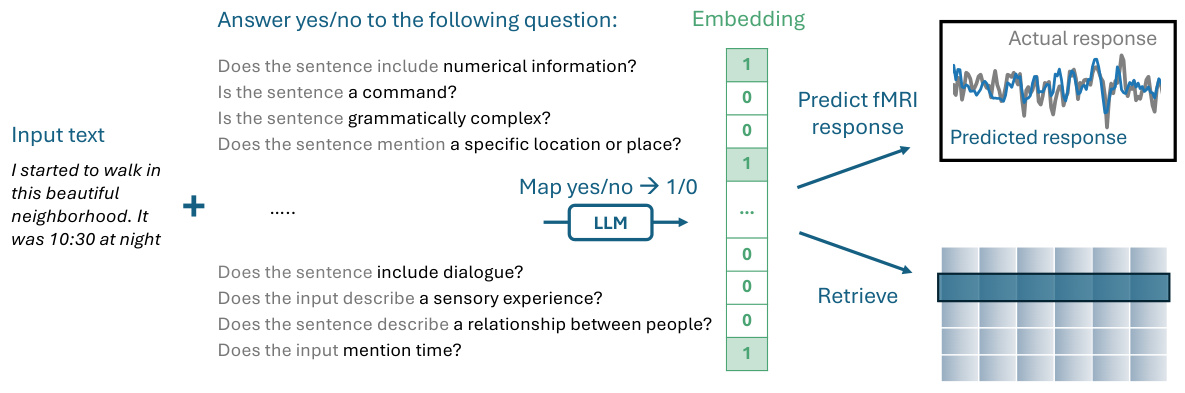 Answer yes/no to the following question:
Embedding
Does the sentence include numerical information?
Is the sentence a command?
Is the sentence grammatically complex?
Does the sentence mention a specific location or place?
Input text
I started to walk in
this beautiful
neighborhood. It
was 10:30 at night
+
.....
Map yes/no → 1/0
LLM
Does the sentence include dialogue?
Does the input describe a sensory experience?
Does the sentence describe a relationship between people?
Does the input mention time?
1
0
0
1
...
0
0
0
1
Predict fMRI
response
Actual response
Predicted response
Retrieve